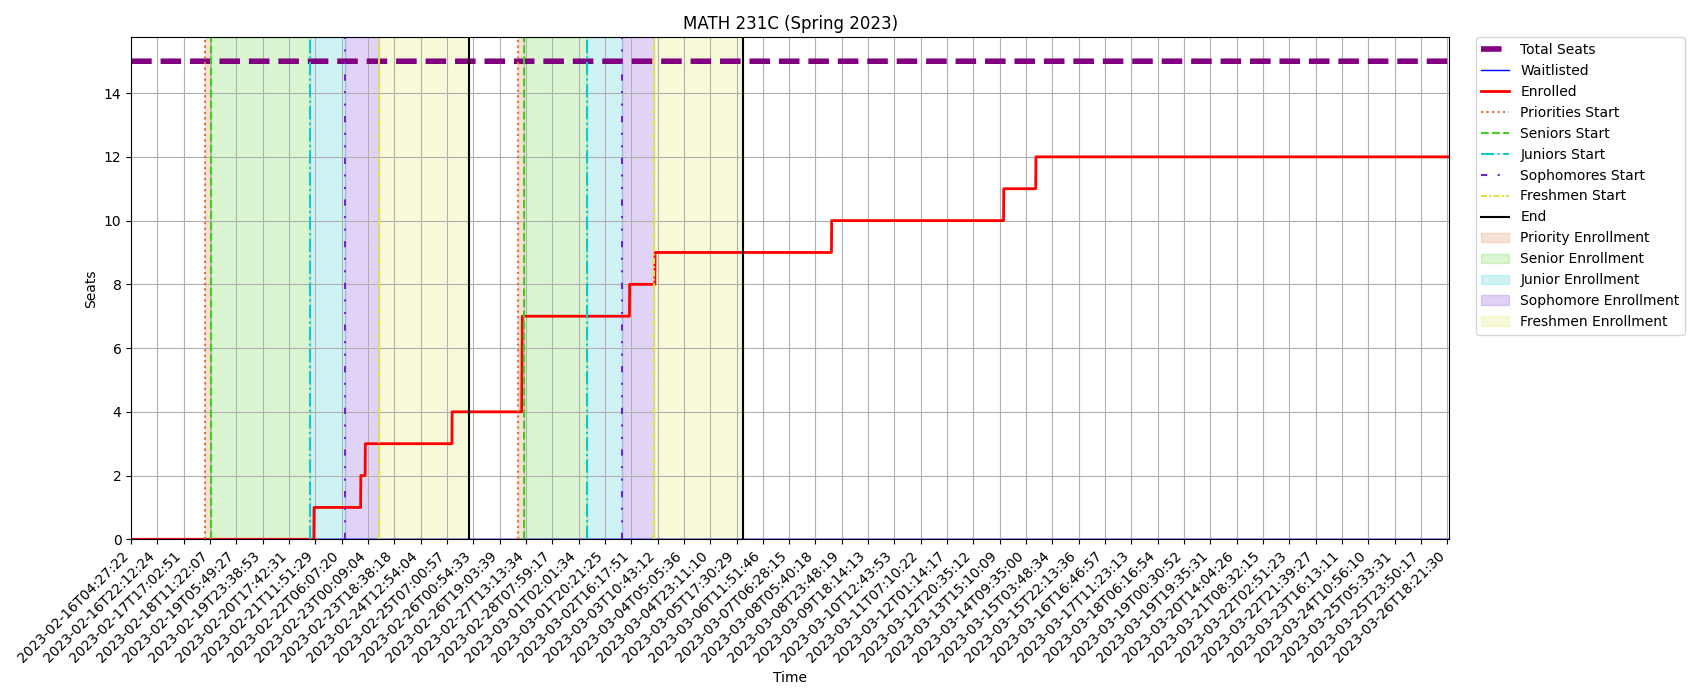 MATH 231C (Spring 2023)
Seats
14
12
10
8
6
4
2
0
2023-02-16T04:27:22
2023-02-16T22:12:24
2023-02-17T17:02:51
2023-02-18T11:22:07
2023-02-19T05:49:27
2023-02-19T23:38:53
2023-02-20T17:42:31
2023-02-21T11:51:29
2023-02-22T06:07:20
2023-02-23T00:09:04
2023-02-23T18:38:18
2023-02-24T12:54:04
2023-02-25T07:00:57
2023-02-26T00:54:33
2023-02-26T19:03:39
2023-02-27T13:13:34
2023-02-28T07:59:17
2023-03-01T02:01:34
2023-03-01T20:21:25
2023-03-02T16:17:51
2023-03-03T10:43:12
2023-03-04T05:05:36
2023-03-04T23:11:10
2023-03-05T17:30:29
2023-03-06T11:51:46
2023-03-07T06:28:15
2023-03-08T05:40:18
2023-03-08T23:48:19
2023-03-09T18:14:13
2023-03-10T12:43:53
2023-03-11T07:10:22
2023-03-12T01:14:17
2023-03-12T20:35:12
2023-03-13T15:10:09
2023-03-14T09:35:00
2023-03-15T03:48:34
2023-03-15T22:13:36
2023-03-16T16:46:57
2023-03-17T11:23:13
2023-03-18T06:16:54
2023-03-19T00:30:52
2023-03-19T19:35:31
2023-03-20T14:04:26
2023-03-21T08:32:15
2023-03-22T02:51:23
2023-03-22T21:39:27
2023-03-23T16:13:11
2023-03-24T10:56:10
2023-03-25T05:33:31
2023-03-25T23:50:17
2023-03-26T18:21:30
Time
Total Seats
Waitlisted
Enrolled
Priorities Start
Seniors Start
Juniors Start
Sophomores Start
Freshmen Start
End
Priority Enrollment
Senior Enrollment
Junior Enrollment
Sophomore Enrollment
Freshmen Enrollment